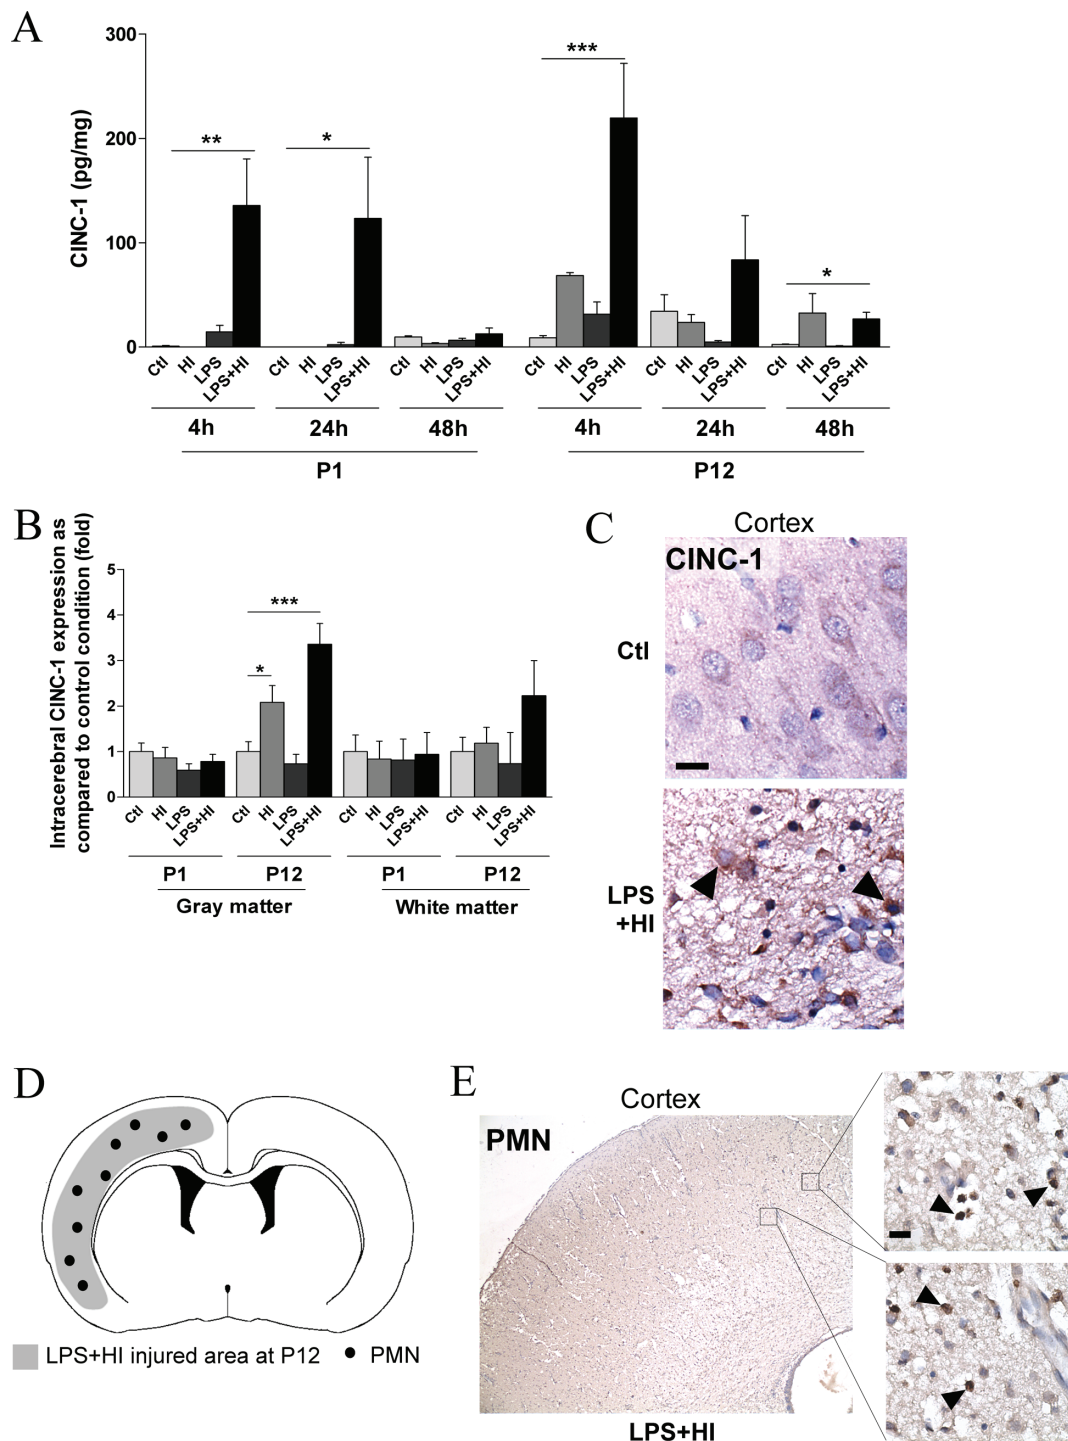 A
CINC-1 (pg/mg)
300
200
100
0
**
*
***
*
Ctl HI LPS LPS+HI Ctl HI LPS LPS+HI Ctl HI LPS LPS+HI Ctl HI LPS LPS+HI Ctl HI LPS LPS+HI Ctl HI LPS LPS+HI
4h 24h 48h 4h 24h 48h
P1 P12
B
Intracerebral CINC-1 expression as
compared to control condition (fold)
5
4
3
2
1
0
***
*
Ctl HI LPS LPS+HI Ctl HI LPS LPS+HI Ctl HI LPS LPS+HI Ctl HI LPS LPS+HI
P1 P12 P1 P12
Gray matter White matter
C
Cortex
CINC-1
Ctl
LPS
+HI
D
LPS+HI injured area at P12 • PMN
E
Cortex
PMN
LPS+HI